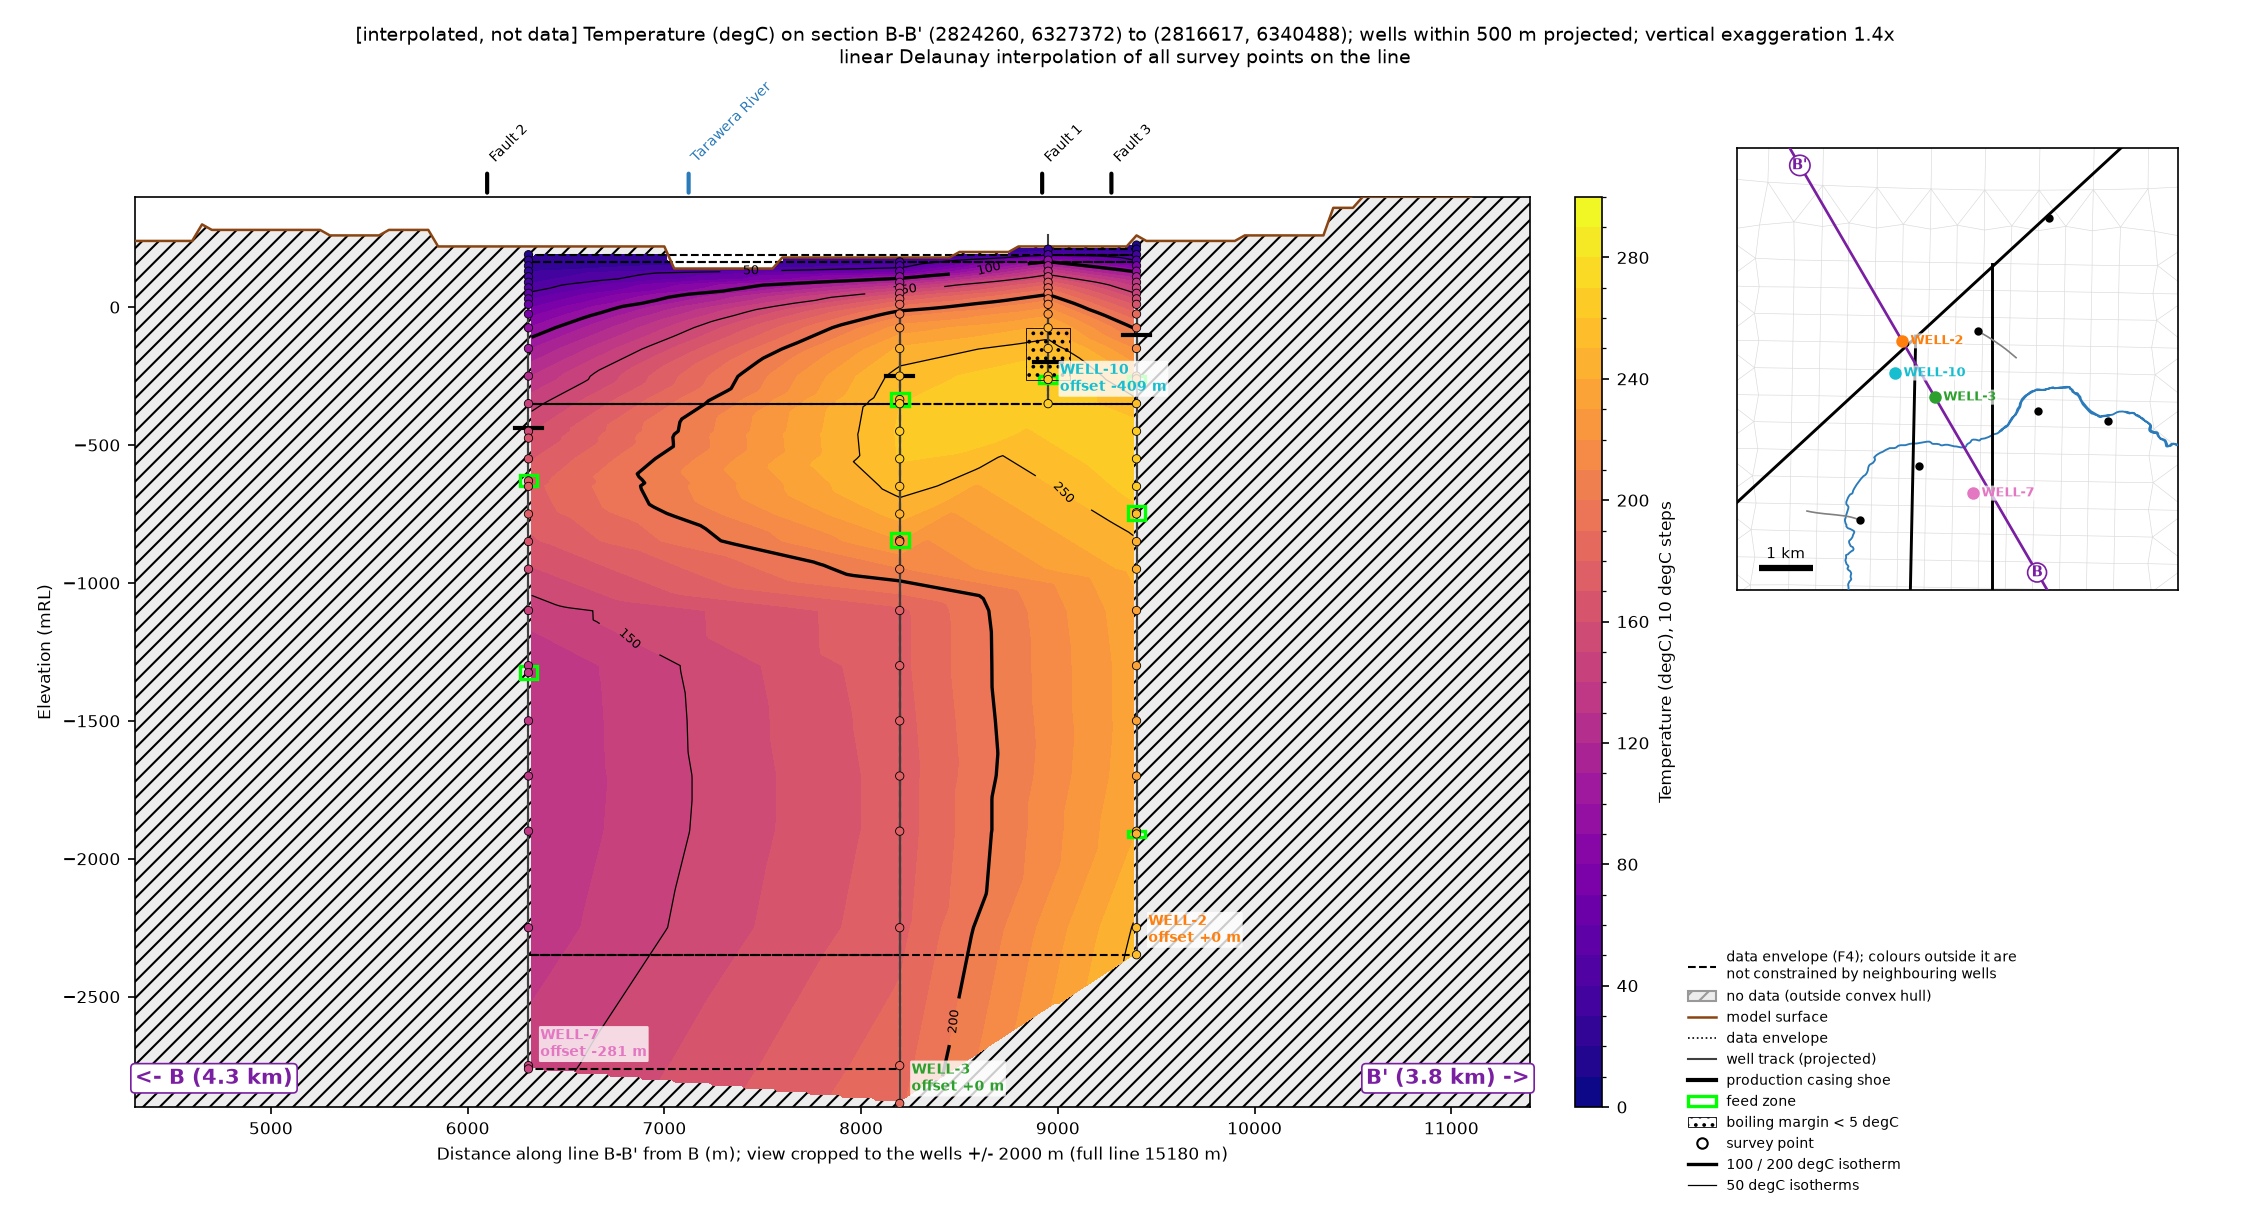 [interpolated, not data] Temperature (degC) on section B-B' (2824260, 6327372) to (2816617, 6340488); wells within 500 m projected; vertical exaggeration 1.4x
linear Delaunay interpolation of all survey points on the line
Fault 2
Tarawera River
Fault 1
Fault 3
Elevation (mRL)
0
−500
−1000
−1500
−2000
−2500
50
100
50
250
150
200
WELL-10
offset -409 m
WELL-2
offset +0 m
WELL-7
offset -281 m
WELL-3
offset +0 m
<- B (4.3 km)
B' (3.8 km) ->
5000
6000
7000
8000
9000
10000
11000
Distance along line B-B' from B (m); view cropped to the wells +/- 2000 m (full line 15180 m)
280
240
200
160
120
80
40
0
Temperature (degC), 10 degC steps
B'
WELL-2
WELL-10
WELL-3
WELL-7
1 km
B
data envelope (F4); colours outside it are
not constrained by neighbouring wells
no data (outside convex hull)
model surface
data envelope
well track (projected)
production casing shoe
feed zone
boiling margin < 5 degC
survey point
100 / 200 degC isotherm
50 degC isotherms